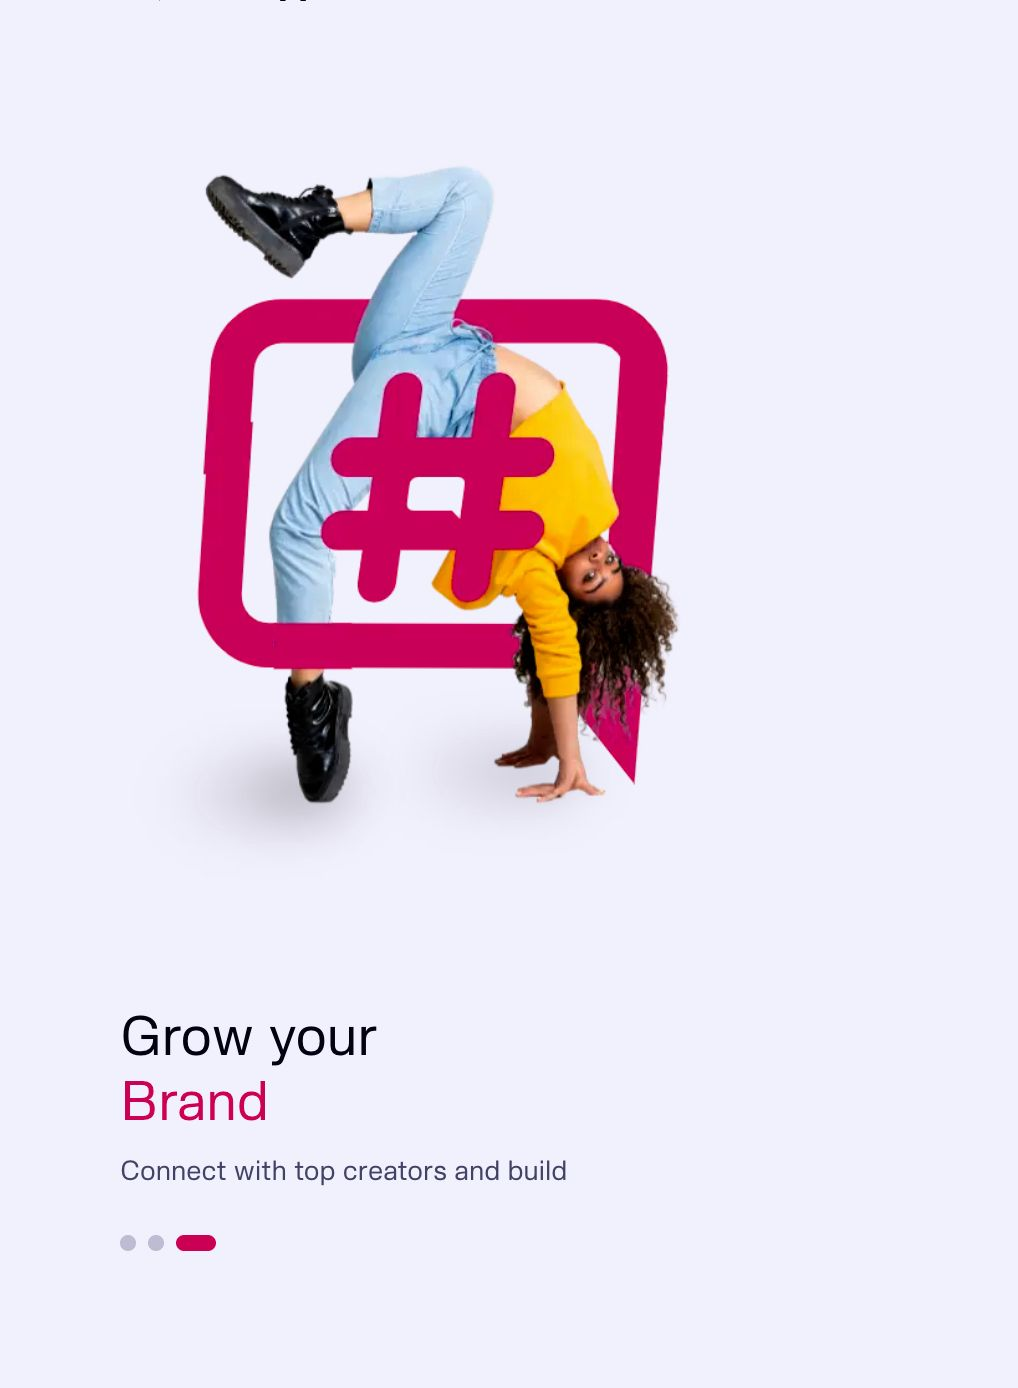 #
Grow your
Brand
Connect with top creators and build